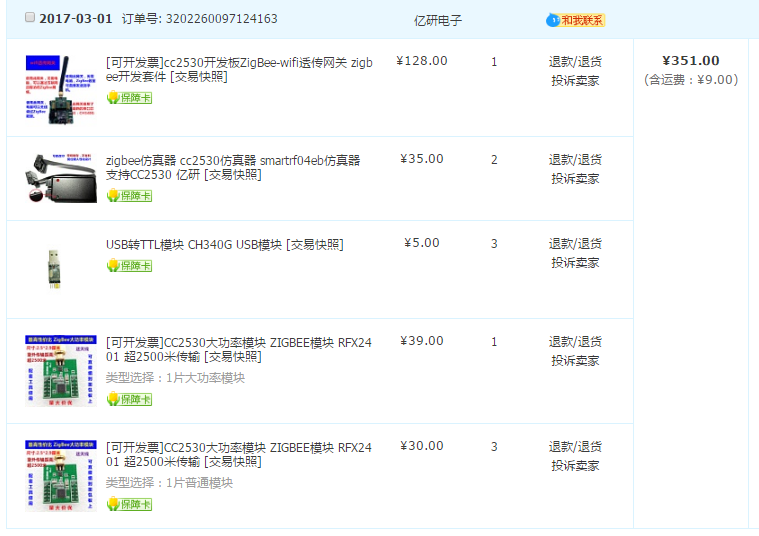 2017-03-01 订单号: 3202260097124163 亿研电子 和我联系
[可开发票]cc2530开发板ZigBee-wifi透传网关 zigb ¥128.00 1 退款/退货 ¥351.00
ee开发套件 [交易快照] 投诉卖家 (含运费：¥9.00)
保障卡
zigbee仿真器 cc2530仿真器 smartrf04eb仿真器 ¥35.00 2 退款/退货
支持CC2530 亿研 [交易快照] 投诉卖家
保障卡
USB转TTL模块 CH340G USB模块 [交易快照] ¥5.00 3 退款/退货
投诉卖家
保障卡
[可开发票]CC2530大功率模块 ZIGBEE模块 RFX24 ¥39.00 1 退款/退货
01 超2500米传输 [交易快照] 投诉卖家
类型选择：1片大功率模块
保障卡
[可开发票]CC2530大功率模块 ZIGBEE模块 RFX24 ¥30.00 3 退款/退货
01 超2500米传输 [交易快照] 投诉卖家
类型选择：1片普通模块
保障卡